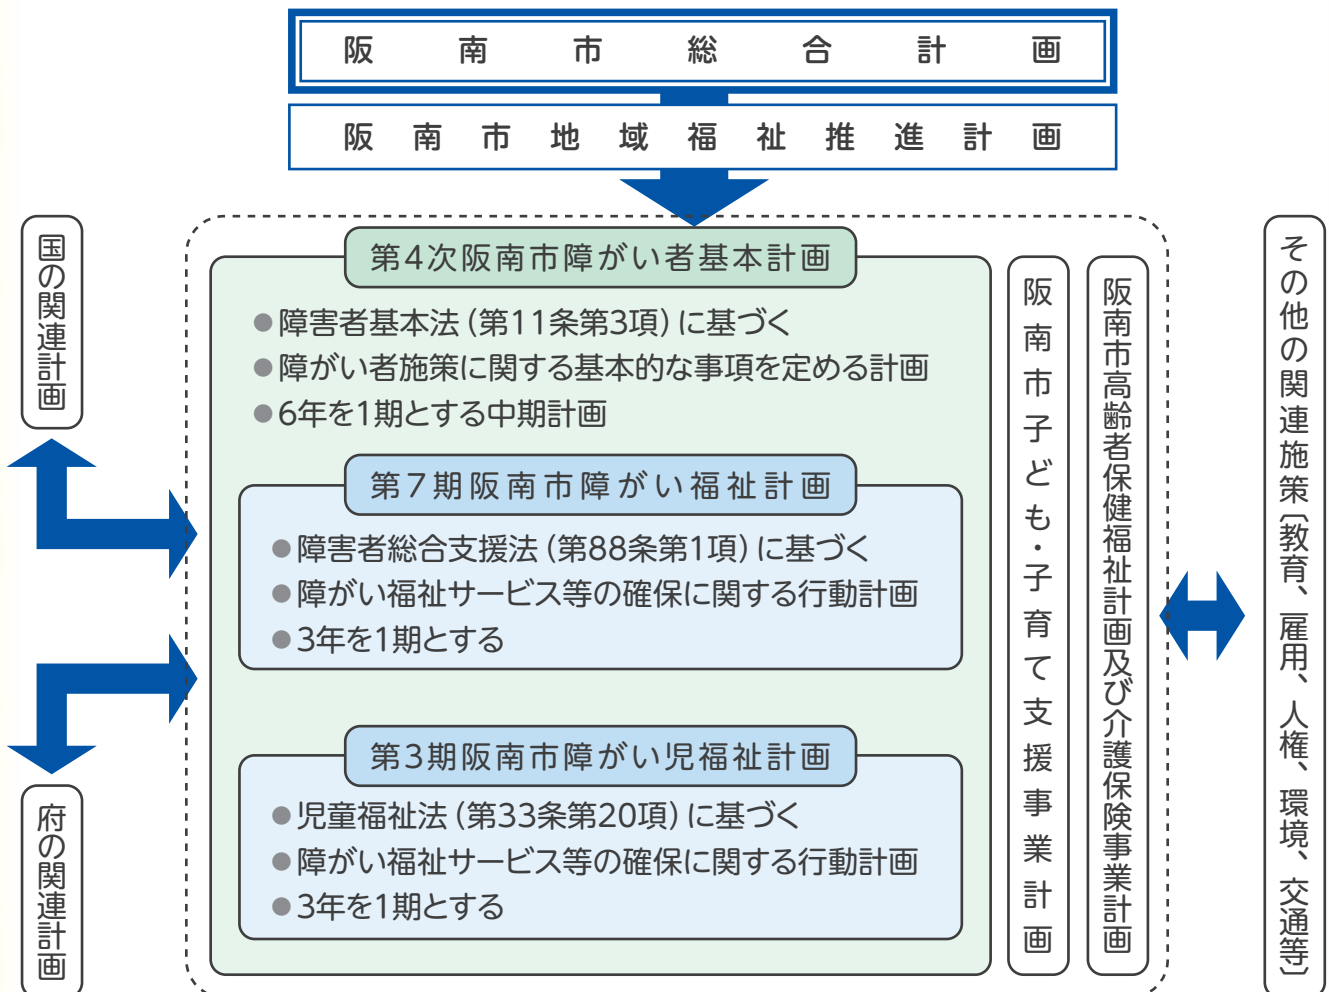 阪南市総合計画
阪南市地域福祉推進計画
国の関連計画
府の関連計画
第4次阪南市障がい者基本計画
●障害者基本法(第11条第3項)に基づく
●障がい者施策に関する基本的な事項を定める計画
●6年を1期とする中期計画
第7期阪南市障がい福祉計画
●障害者総合支援法(第88条第1項)に基づく
●障がい福祉サービス等の確保に関する行動計画
●3年を1期とする
第3期阪南市障がい児福祉計画
●児童福祉法(第33条第20項)に基づく
●障がい福祉サービス等の確保に関する行動計画
●3年を1期とする
阪南市子ども・子育て支援事業計画
阪南市高齢者保健福祉計画及び介護保険事業計画
その他の関連施策〔教育、雇用、人権、環境、交通等〕